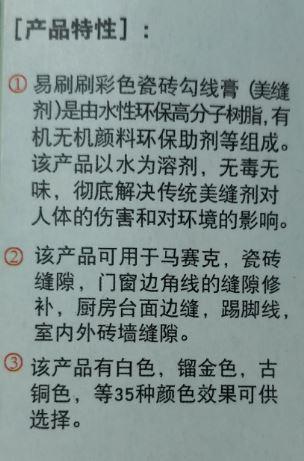 [产品特性]：
①易刷刷彩色瓷砖勾线膏（美缝
剂)是由水性环保高分子树脂,有
机无机颜料环保助剂等组成。
该产品以水为溶剂，无毒无
味，彻底解决传统美缝剂对
人体的伤害和对环境的影响。
②该产品可用于马赛克，瓷砖
缝隙，门窗边角线的缝隙修
补，厨房台面边缝，踢脚线，
室内外砖墙缝隙。
③该产品有白色，镏金色，古
铜色，等35种颜色效果可供
选择。